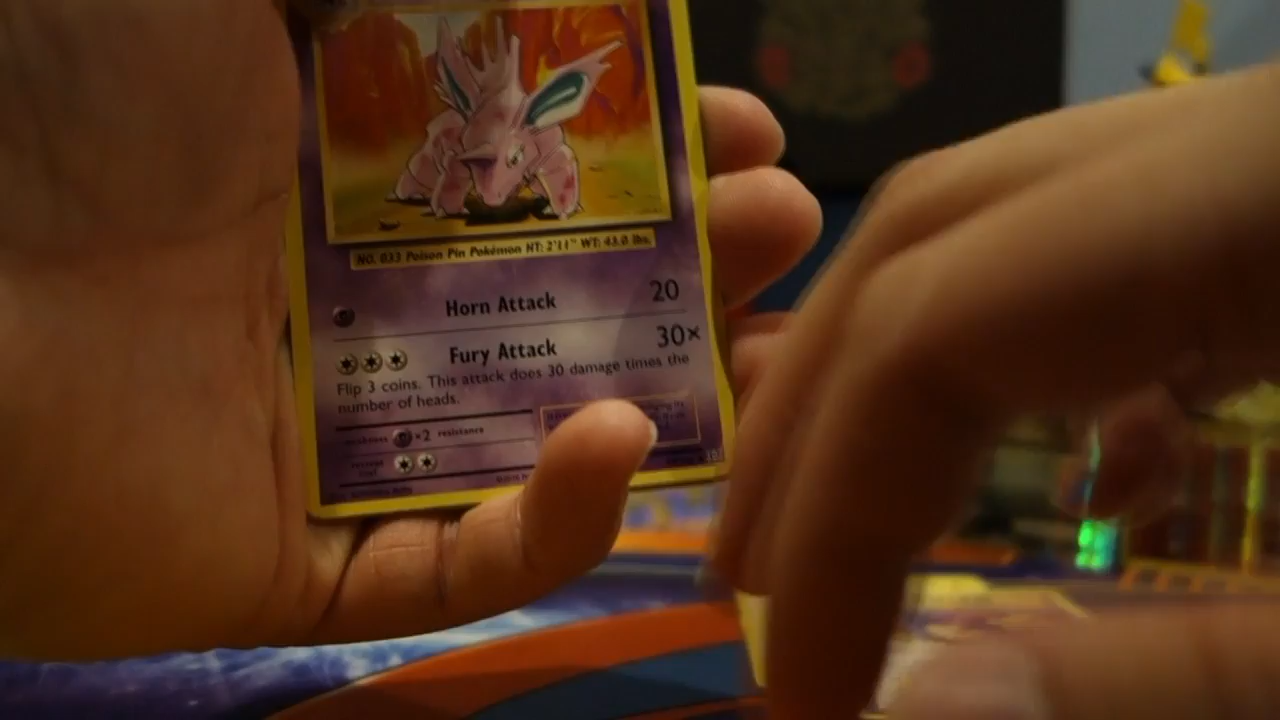 NO. 033 Poison Pin Pokémon HT: 2'11" WT: 43.0 lbs.
Horn Attack 20
Fury Attack 30×
Flip 3 coins. This attack does 30 damage times the
number of heads.
weakness ×2 resistance
retreat
cost